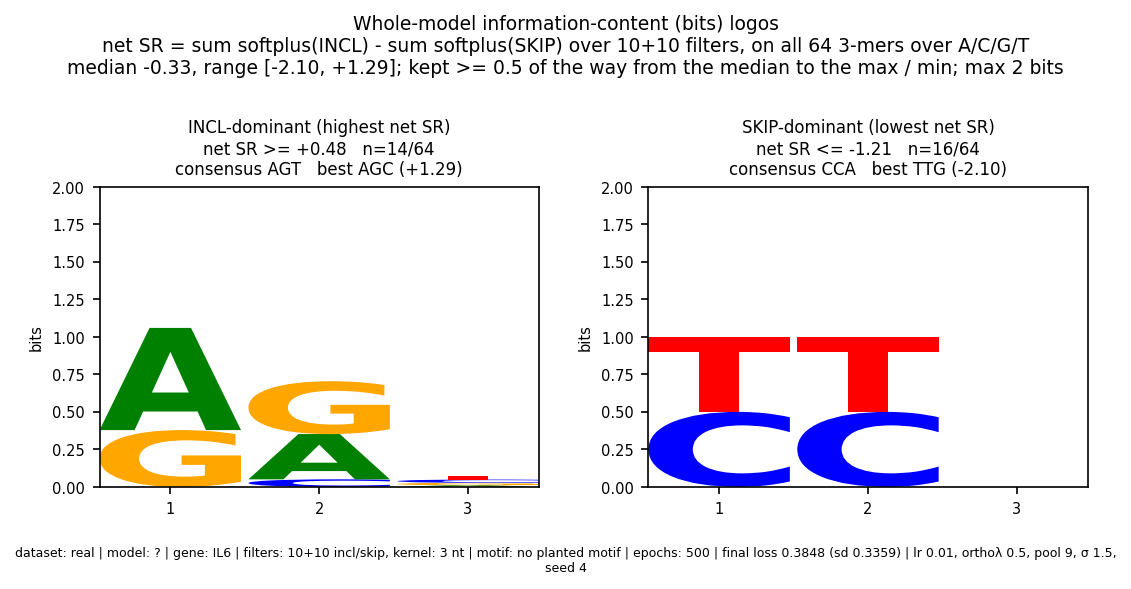 Whole-model information-content (bits) logos
net SR = sum softplus(INCL) - sum softplus(SKIP) over 10+10 filters, on all 64 3-mers over A/C/G/T
median -0.33, range [-2.10, +1.29]; kept >= 0.5 of the way from the median to the max / min; max 2 bits
INCL-dominant (highest net SR)
net SR >= +0.48   n=14/64
consensus AGT   best AGC (+1.29)
2.00
1.75
1.50
1.25
1.00
0.75
0.50
0.25
0.00
bits
A
G
G
A
C
T
C
G
1
2
3
SKIP-dominant (lowest net SR)
net SR <= -1.21   n=16/64
consensus CCA   best TTG (-2.10)
2.00
1.75
1.50
1.25
1.00
0.75
0.50
0.25
0.00
bits
T
C
T
C
1
2
3
dataset: real | model: ? | gene: IL6 | filters: 10+10 incl/skip, kernel: 3 nt | motif: no planted motif | epochs: 500 | final loss 0.3848 (sd 0.3359) | lr 0.01, orthoλ 0.5, pool 9, σ 1.5,
seed 4